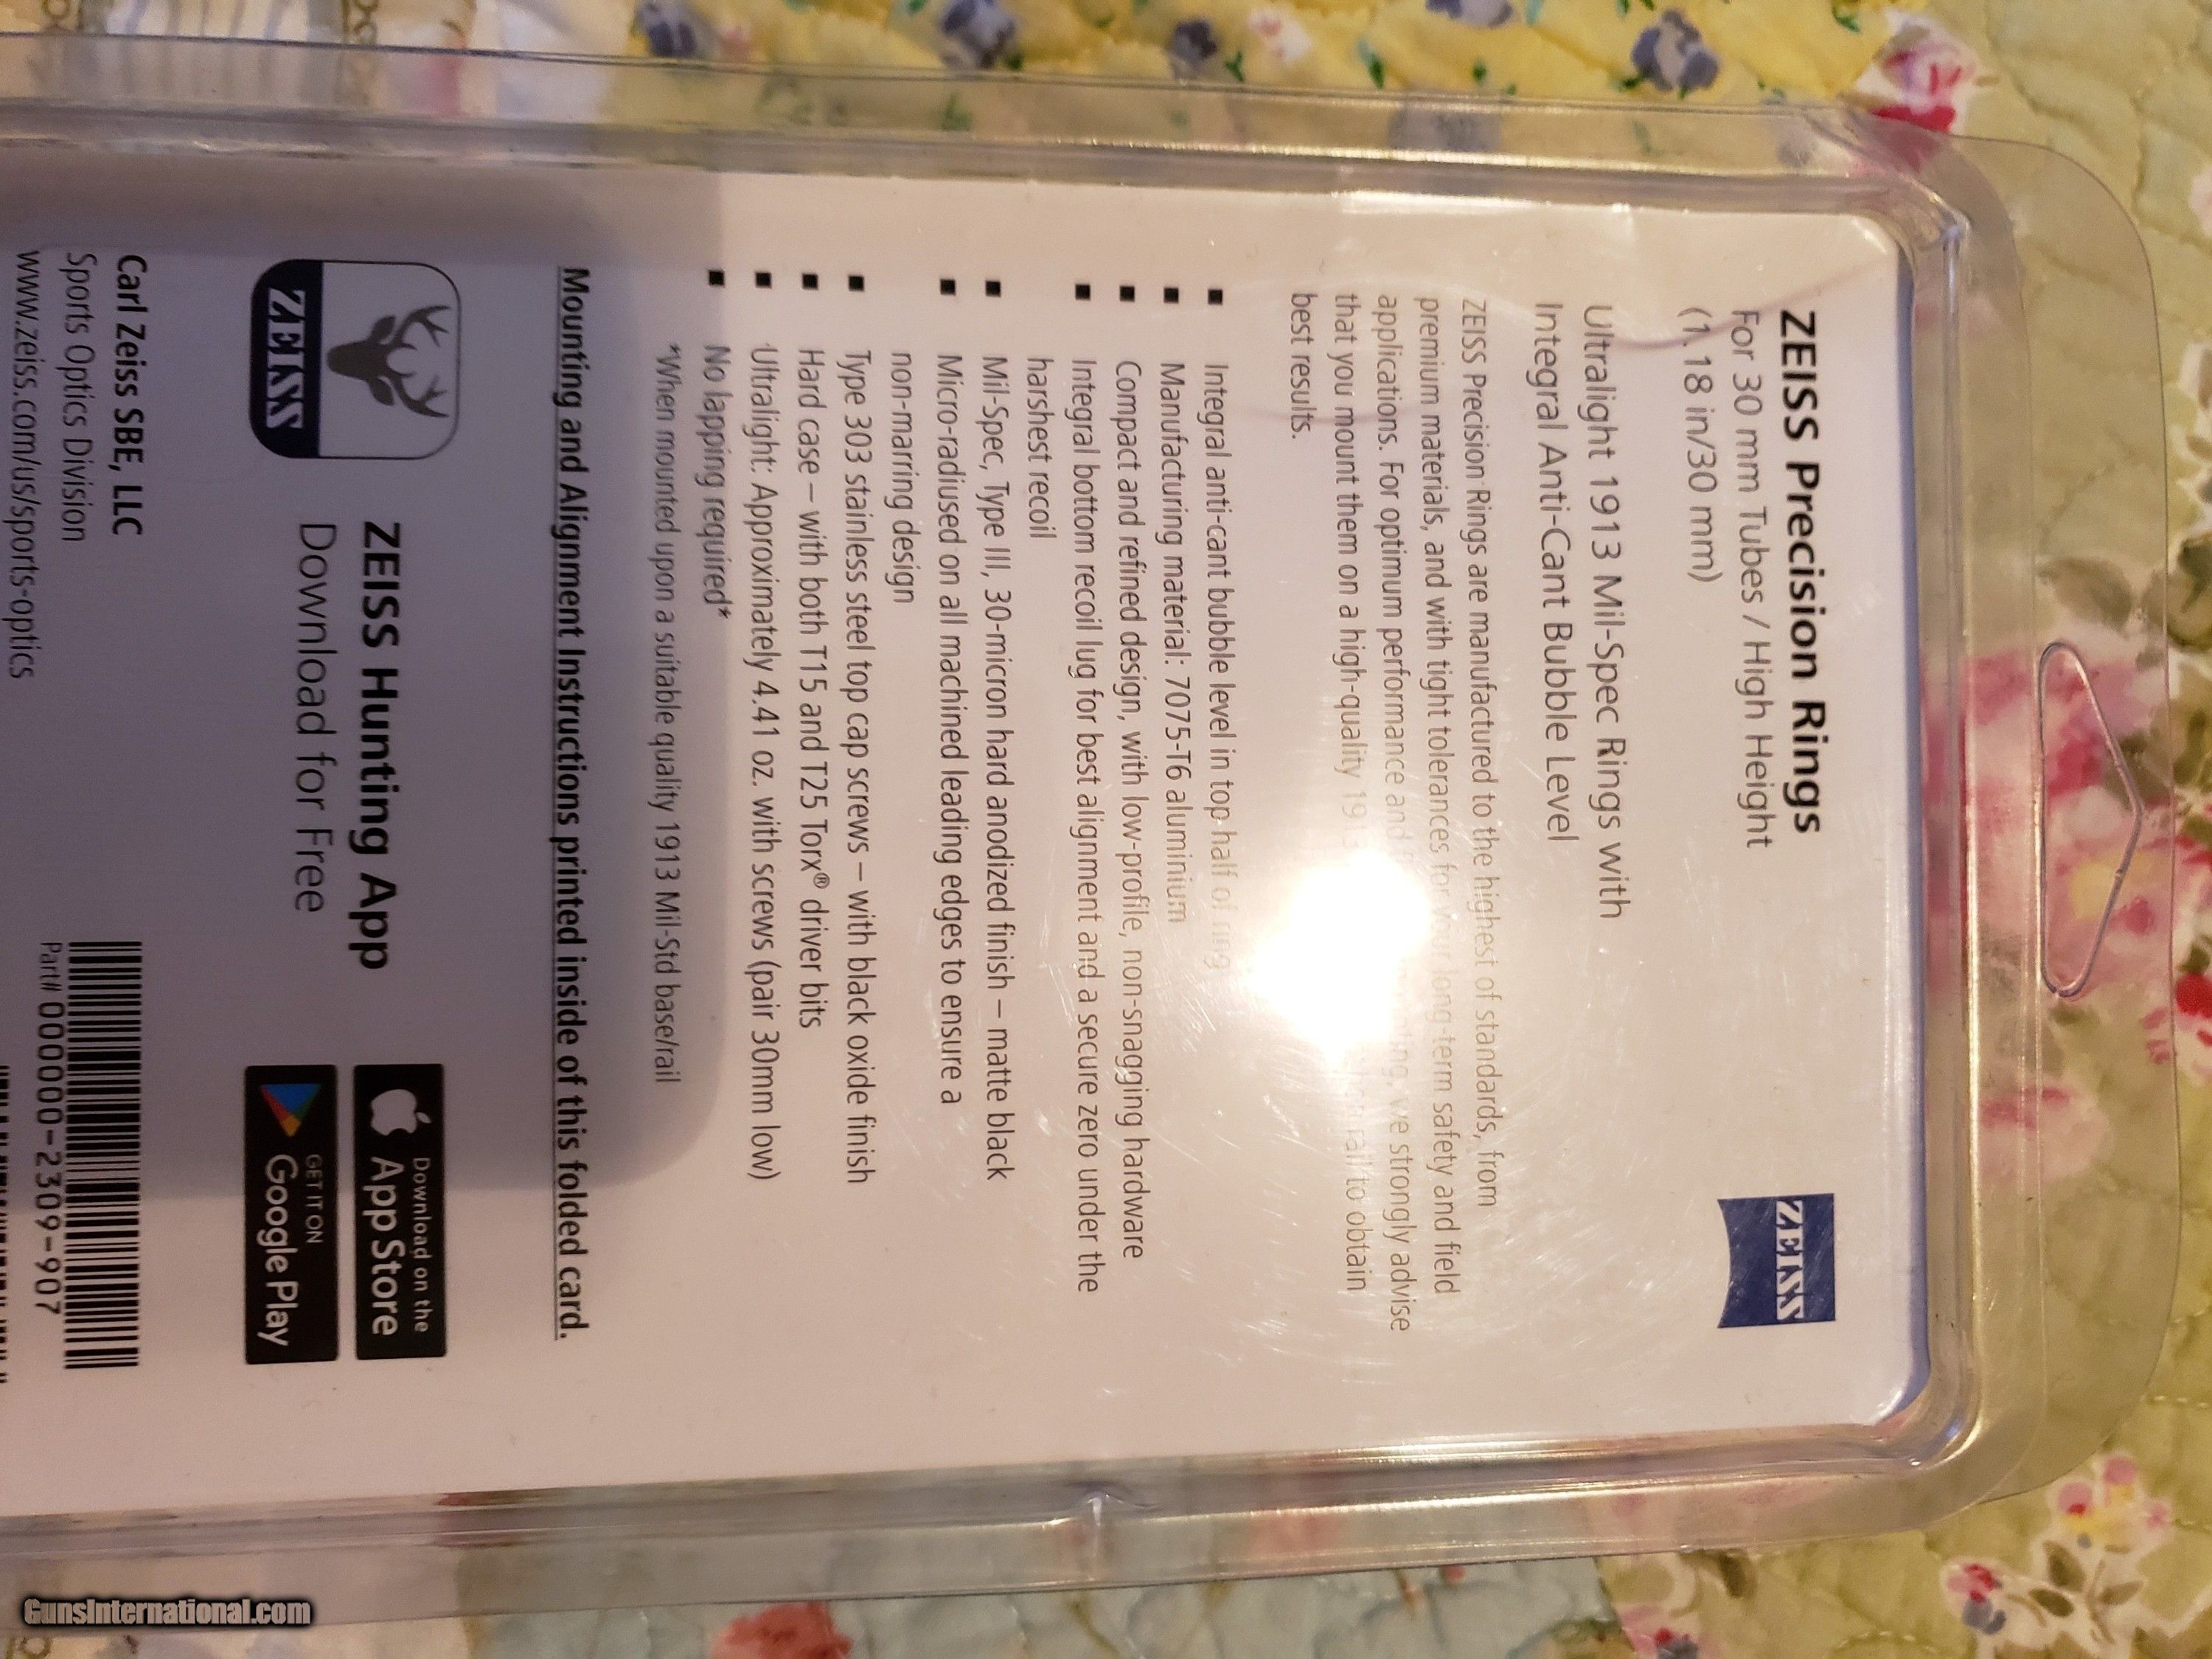 ZEISS Precision Rings
For 30 mm Tubes / High Height
(1.18 in/30 mm)
ZEISS
Ultralight 1913 Mil-Spec Rings with
Integral Anti-Cant Bubble Level
ZEISS Precision Rings are manufactured to the highest of standards, from
premium materials, and with tight tolerances for your long-term safety and field
applications. For optimum performance and we strongly advise
that you mount them on a high-quality rail to obtain
best results.
▪ Integral anti-cant bubble level in top half of ring
▪ Manufacturing material: 7075-T6 aluminium
▪ Compact and refined design, with low-profile, non-snagging hardware
▪ Integral bottom recoil lug for best alignment and a secure zero under the
harshest recoil
▪ Mil-Spec, Type III, 30-micron hard anodized finish – matte black
▪ Micro-radiused on all machined leading edges to ensure a
non-marring design
▪ Type 303 stainless steel top cap screws – with black oxide finish
▪ Hard case – with both T15 and T25 Torx® driver bits
▪ Ultralight: Approximately 4.41 oz. with screws (pair 30mm low)
▪ No lapping required*
*When mounted upon a suitable quality 1913 Mil-Std base/rail
Mounting and Alignment Instructions printed inside of this folded card.
ZEISS
ZEISS Hunting App
Download for Free
Download on the
App Store
GET IT ON
Google Play
Carl Zeiss SBE, LLC
Sports Optics Division
www.zeiss.com/us/sports-optics
Part# 000000-2309-907
GunsInternational.com